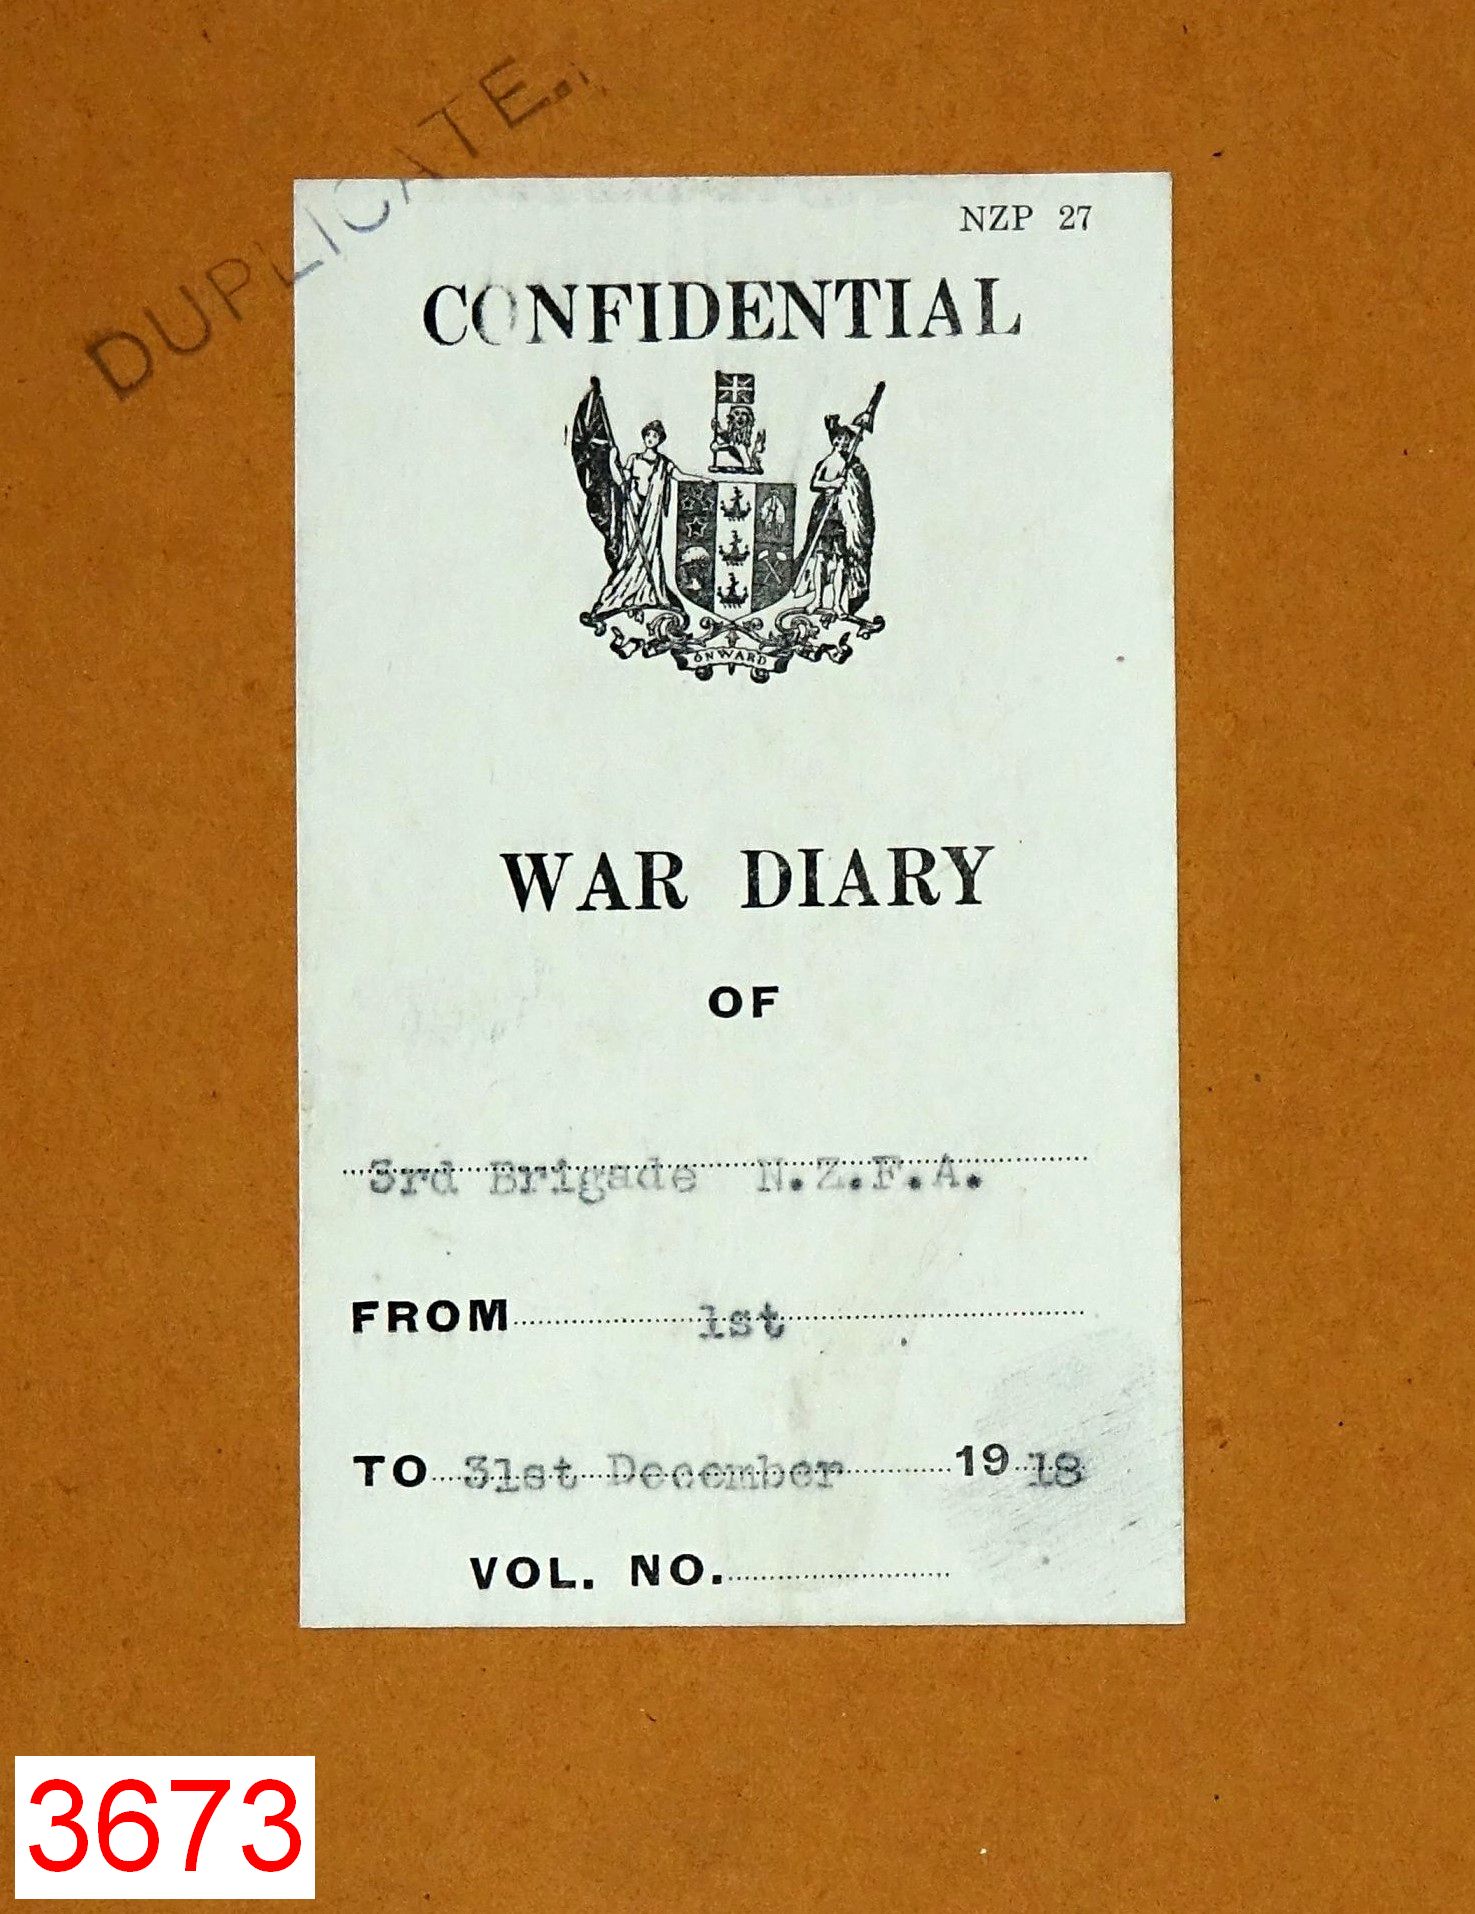 DUPLICATE.
NZP 27
CONFIDENTIAL
ONWARD
WAR DIARY
OF
3rd Brigade N.Z.F.A.
FROM 1st
TO 31st December 1918
VOL. NO.
3673